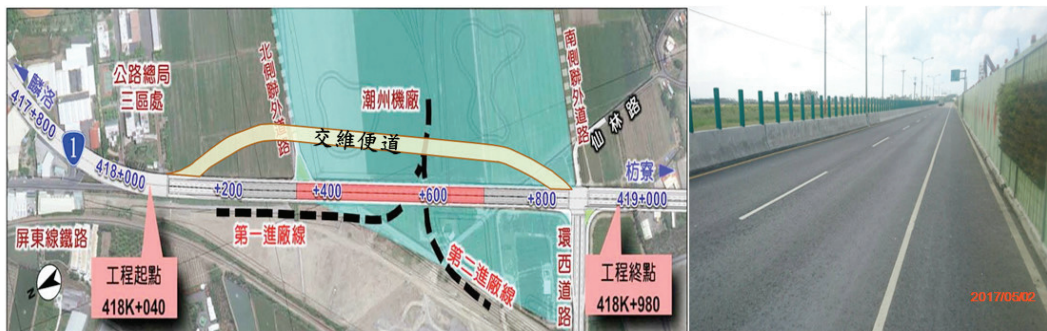 麟洛
417+800
1
418+000
公路總局
三區處
北側聯外道路
潮州機廠
交維便道
南側聯外道路
仙林路
枋寮
+200
+400
+600
+800
419+000
屏東線鐵路
第一進廠線
第二進廠線
環西道路
N
工程起點
418K+040
工程終點
418K+980
2017/05/02